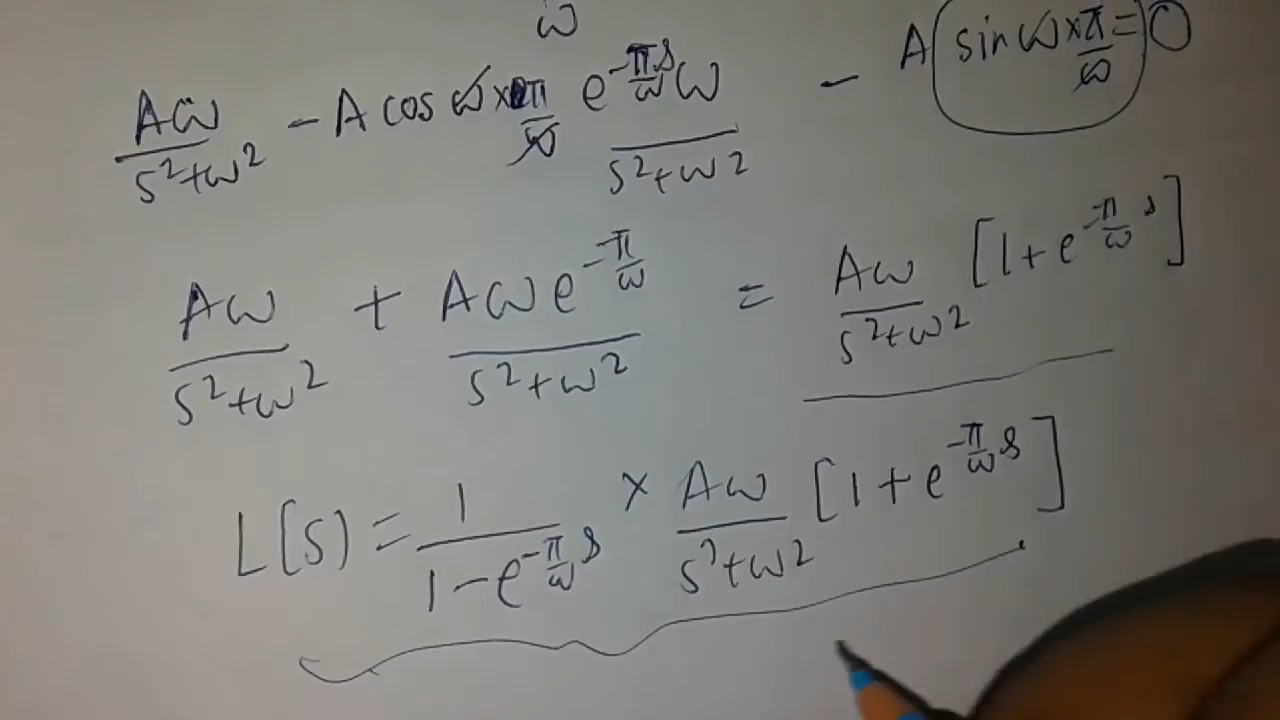 ω
Aω/s²+ω² - A cos ω×π/ω e^-π/ω s ω/s²+ω² - A sin ω×π/ω = 0
Aω/s²+ω² + Aωe^-π/ω/s²+ω² = Aω/s²+ω² [1+e^-π/ω s]
L(s) = 1/1-e^-π/ω s × Aω/s²+ω² [1+e^-π/ω s]